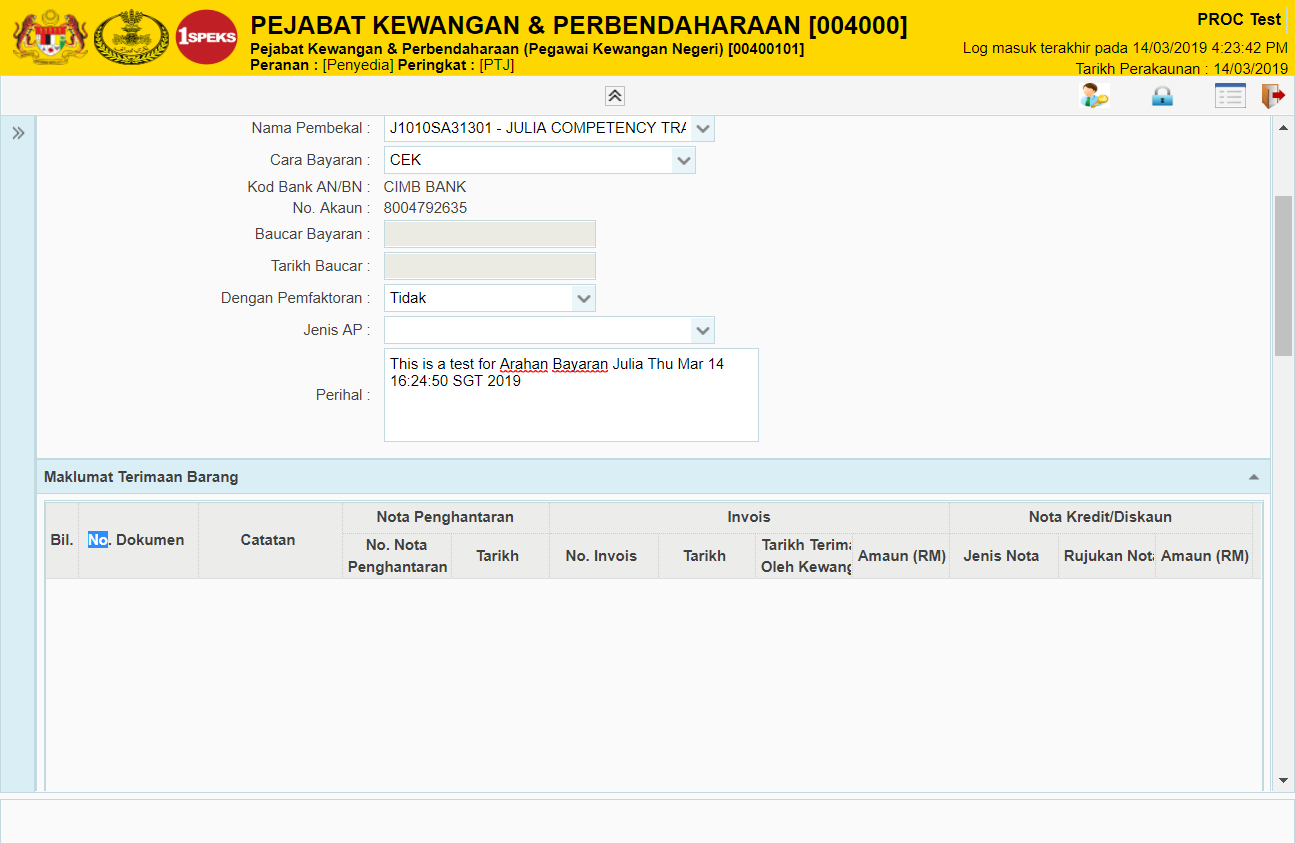 1SPEKS
PEJABAT KEWANGAN & PERBENDAHARAAN [004000]
Pejabat Kewangan & Perbendaharaan (Pegawai Kewangan Negeri) [00400101]
Peranan : [Penyedia] Peringkat : [PTJ]
PROC Test
Log masuk terakhir pada 14/03/2019 4:23:42 PM
Tarikh Perakaunan : 14/03/2019
Nama Pembekal : J1010SA31301 - JULIA COMPETENCY TRA
Cara Bayaran : CEK
Kod Bank AN/BN : CIMB BANK
No. Akaun : 8004792635
Baucar Bayaran :
Tarikh Baucar :
Dengan Pemfaktoran : Tidak
Jenis AP :
Perihal : This is a test for Arahan Bayaran Julia Thu Mar 14
16:24:50 SGT 2019
Maklumat Terimaan Barang
Bil. No. Dokumen Catatan Nota Penghantaran Invois Nota Kredit/Diskaun
No. Nota Penghantaran Tarikh No. Invois Tarikh Tarikh Terima Oleh Kewang Amaun (RM) Jenis Nota Rujukan Nota Amaun (RM)